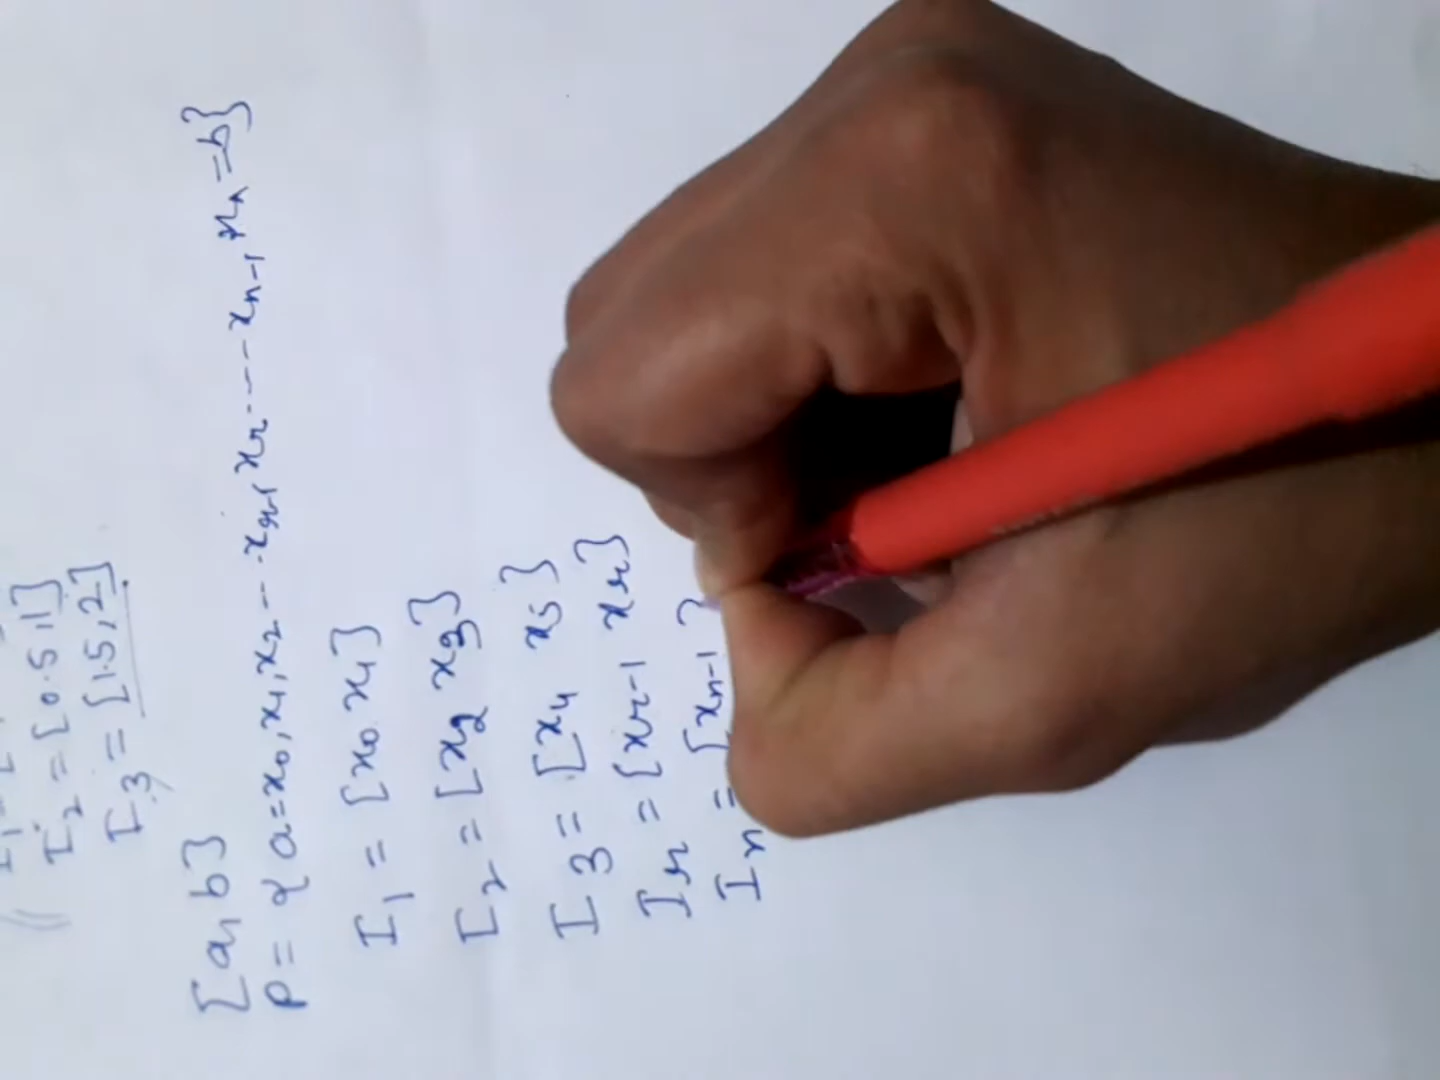 I2 = [0.5, 1]
I3 = [1.5, 2]
[a, b]
P = {a=x0, x1, x2 -- xr-1, xr ---- xn-1, xn = b}
I1 = [x0 x1]
I2 = [x2 x3]
I3 = [x4 x5]
Ir = [xr-1 xr]
In = [xn-1